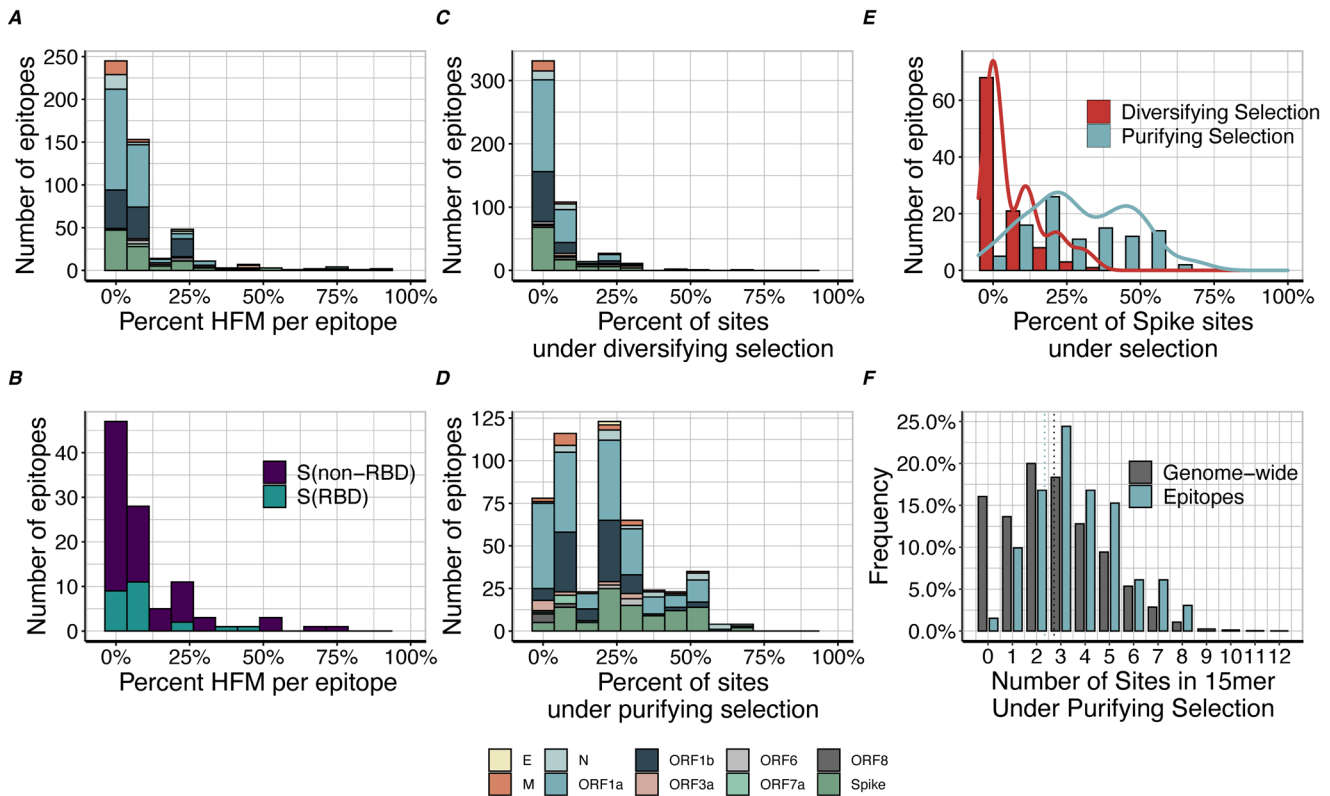 A
250
200
150
100
50
0
Number of epitopes
0% 25% 50% 75% 100%
Percent HFM per epitope
C
300
200
100
0
Number of epitopes
0% 25% 50% 75% 100%
Percent of sites
under diversifying selection
E
60
40
20
0
Number of epitopes
Diversifying Selection
Purifying Selection
0% 25% 50% 75% 100%
Percent of Spike sites
under selection
B
40
30
20
10
0
Number of epitopes
S(non−RBD)
S(RBD)
0% 25% 50% 75% 100%
Percent HFM per epitope
D
125
100
75
50
25
0
Number of epitopes
0% 25% 50% 75% 100%
Percent of sites
under purifying selection
F
25.0%
20.0%
15.0%
10.0%
5.0%
0.0%
Frequency
Genome−wide
Epitopes
0 1 2 3 4 5 6 7 8 9 10 11 12
Number of Sites in 15mer
Under Purifying Selection
E N ORF1b ORF6 ORF8
M ORF1a ORF3a ORF7a Spike